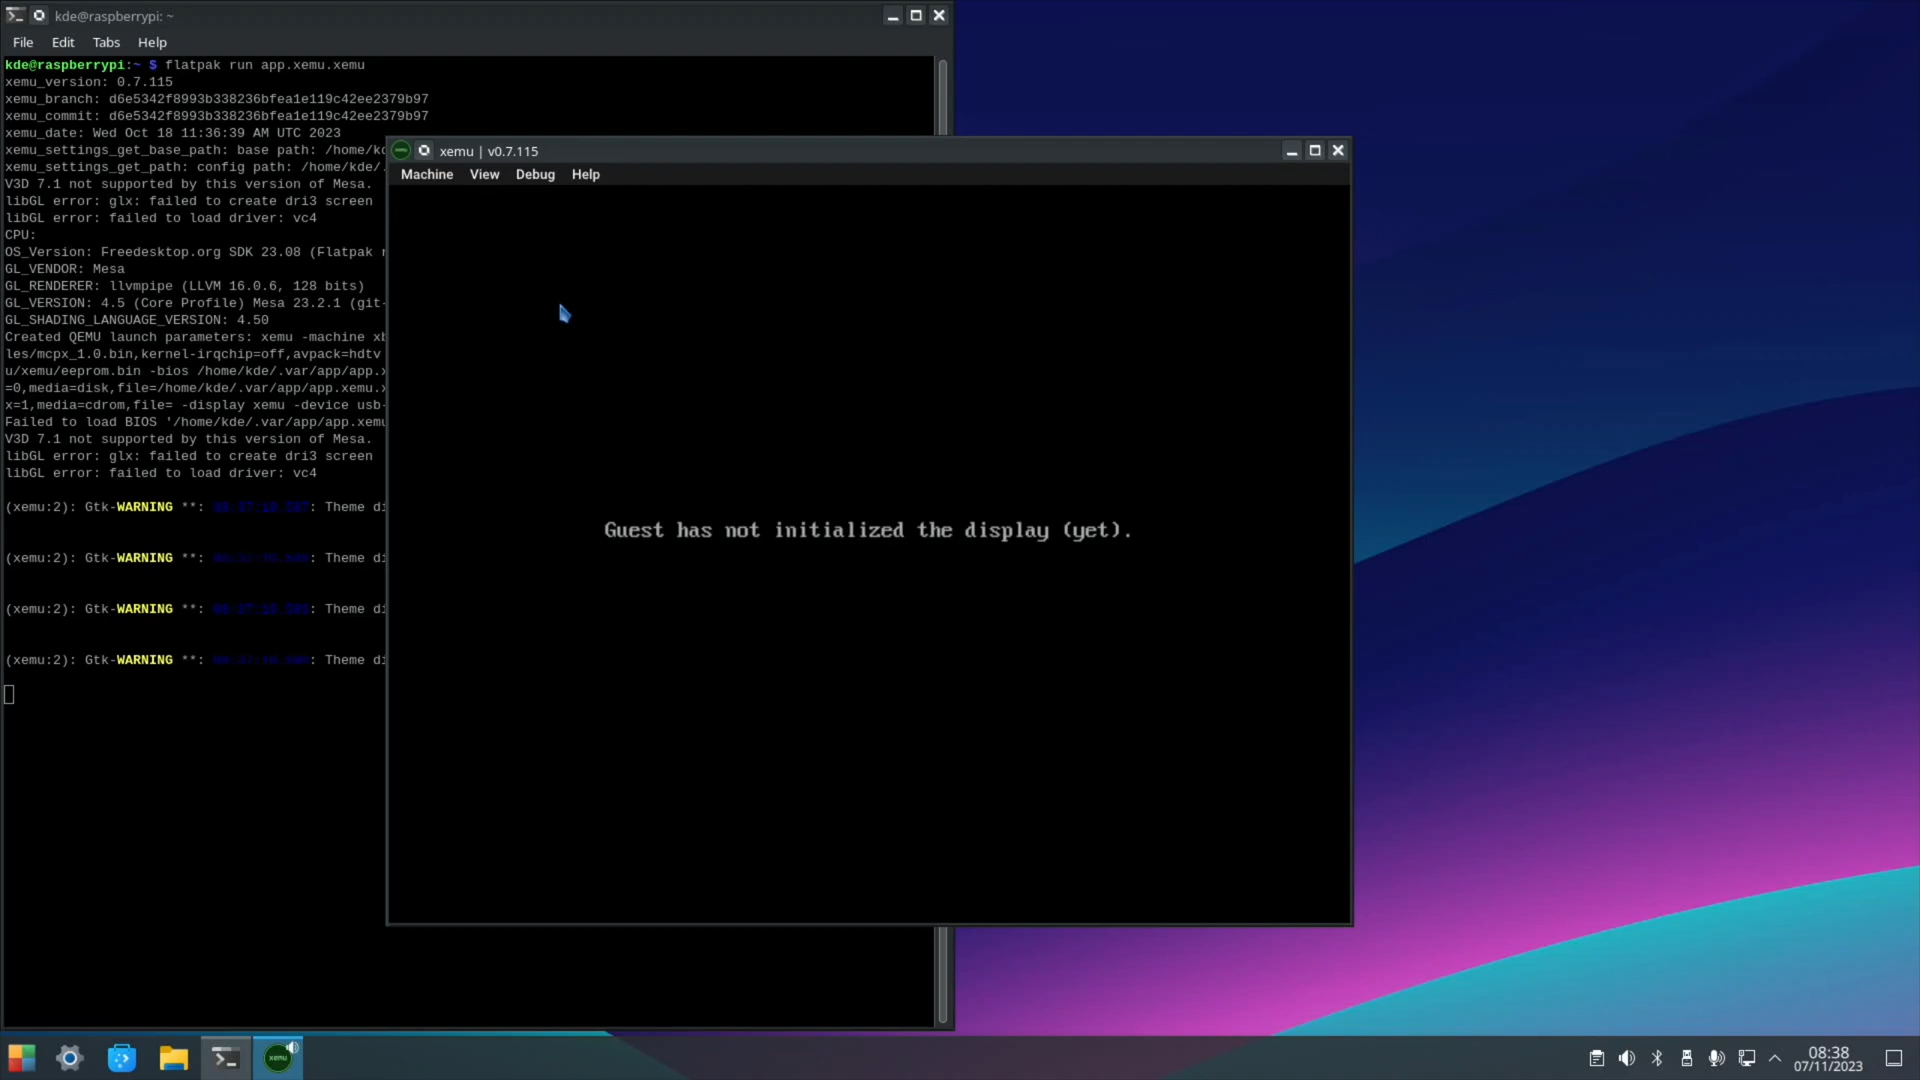 kde@raspberrypi: ~
File Edit Tabs Help
kde@raspberrypi:~ $ flatpak run app.xemu.xemu
xemu_version: 0.7.115
xemu_branch: d6e5342f8993b338236bfea1e119c42ee2379b97
xemu_commit: d6e5342f8993b338236bfea1e119c42ee2379b97
xemu_date: Wed Oct 18 11:36:39 AM UTC 2023
xemu_settings_get_base_path: base path: /home/kd
xemu_settings_get_path: config path: /home/kde/.
V3D 7.1 not supported by this version of Mesa.
libGL error: glx: failed to create dri3 screen
libGL error: failed to load driver: vc4
CPU:
OS_Version: Freedesktop.org SDK 23.08 (Flatpak r
GL_VENDOR: Mesa
GL_RENDERER: llvmpipe (LLVM 16.0.6, 128 bits)
GL_VERSION: 4.5 (Core Profile) Mesa 23.2.1 (git-
GL_SHADING_LANGUAGE_VERSION: 4.50
Created QEMU launch parameters: xemu -machine xb
les/mcpx_1.0.bin,kernel-irqchip=off,avpack=hdtv
u/xemu/eeprom.bin -bios /home/kde/.var/app/app.x
=0,media=disk,file=/home/kde/.var/app/app.xemu.x
x=1,media=cdrom,file= -display xemu -device usb-
Failed to load BIOS '/home/kde/.var/app/app.xemu
V3D 7.1 not supported by this version of Mesa.
libGL error: glx: failed to create dri3 screen
libGL error: failed to load driver: vc4
(xemu:2): Gtk-WARNING **: : Theme di
(xemu:2): Gtk-WARNING **: : Theme di
(xemu:2): Gtk-WARNING **: : Theme di
(xemu:2): Gtk-WARNING **: : Theme di
xemu | v0.7.115
Machine View Debug Help
Guest has not initialized the display (yet).
xemu
08:38
07/11/2023